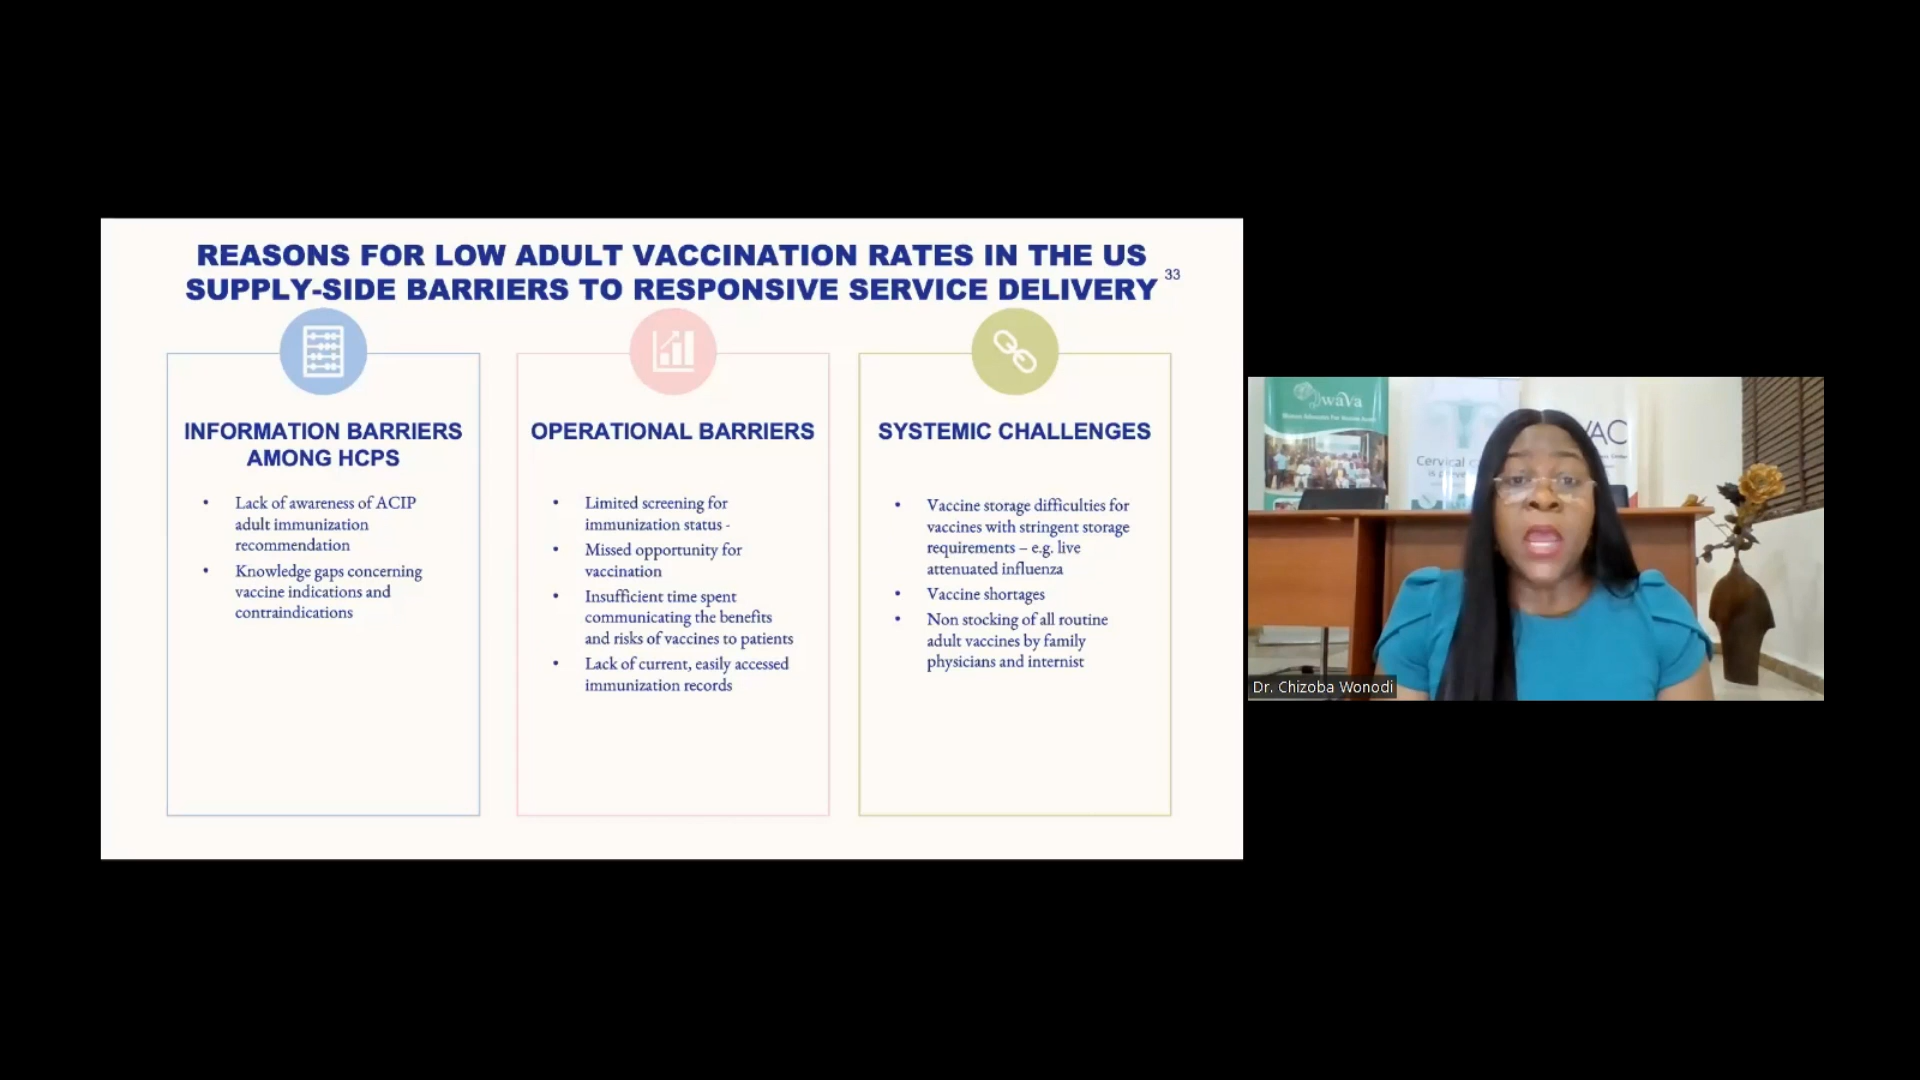 REASONS FOR LOW ADULT VACCINATION RATES IN THE US
SUPPLY-SIDE BARRIERS TO RESPONSIVE SERVICE DELIVERY
33
INFORMATION BARRIERS
AMONG HCPS
• Lack of awareness of ACIP
adult immunization
recommendation
• Knowledge gaps concerning
vaccine indications and
contraindications
OPERATIONAL BARRIERS
• Limited screening for
immunization status -
• Missed opportunity for
vaccination
• Insufficient time spent
communicating the benefits
and risks of vaccines to patients
• Lack of current, easily accessed
immunization records
SYSTEMIC CHALLENGES
• Vaccine storage difficulties for
vaccines with stringent storage
requirements – e.g. live
attenuated influenza
• Vaccine shortages
• Non stocking of all routine
adult vaccines by family
physicians and internist
wava
Cervical c
VAC
Dr. Chizoba Wonodi